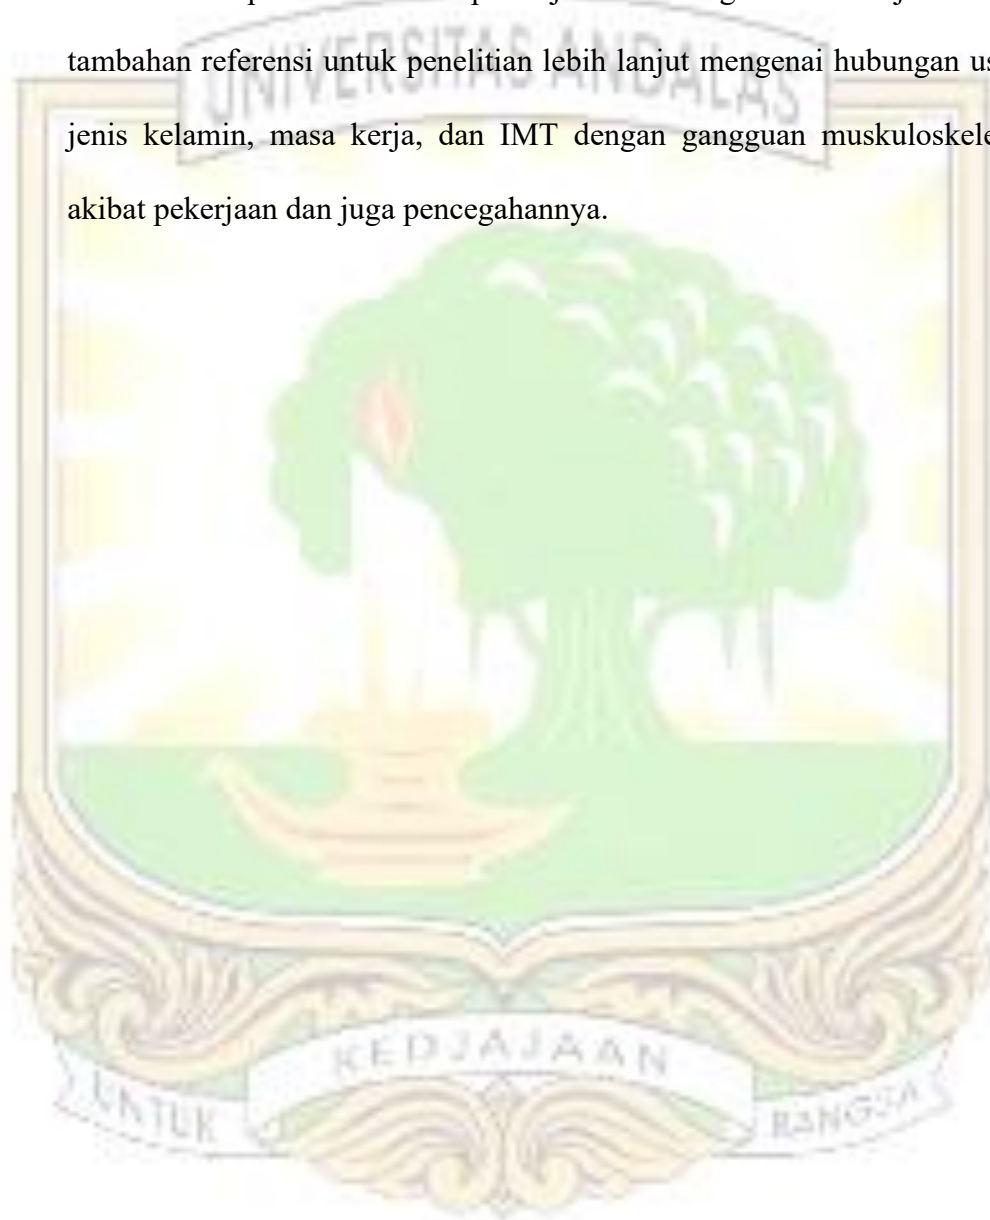 tambahan referensi untuk penelitian lebih lanjut mengenai hubungan
jenis kelamin, masa kerja, dan IMT dengan gangguan
akibat pekerjaan dan juga pencegahannya.
UNIVERSITAS ANDALAS
KEDJAJAAN
UNTUK
BANGSA